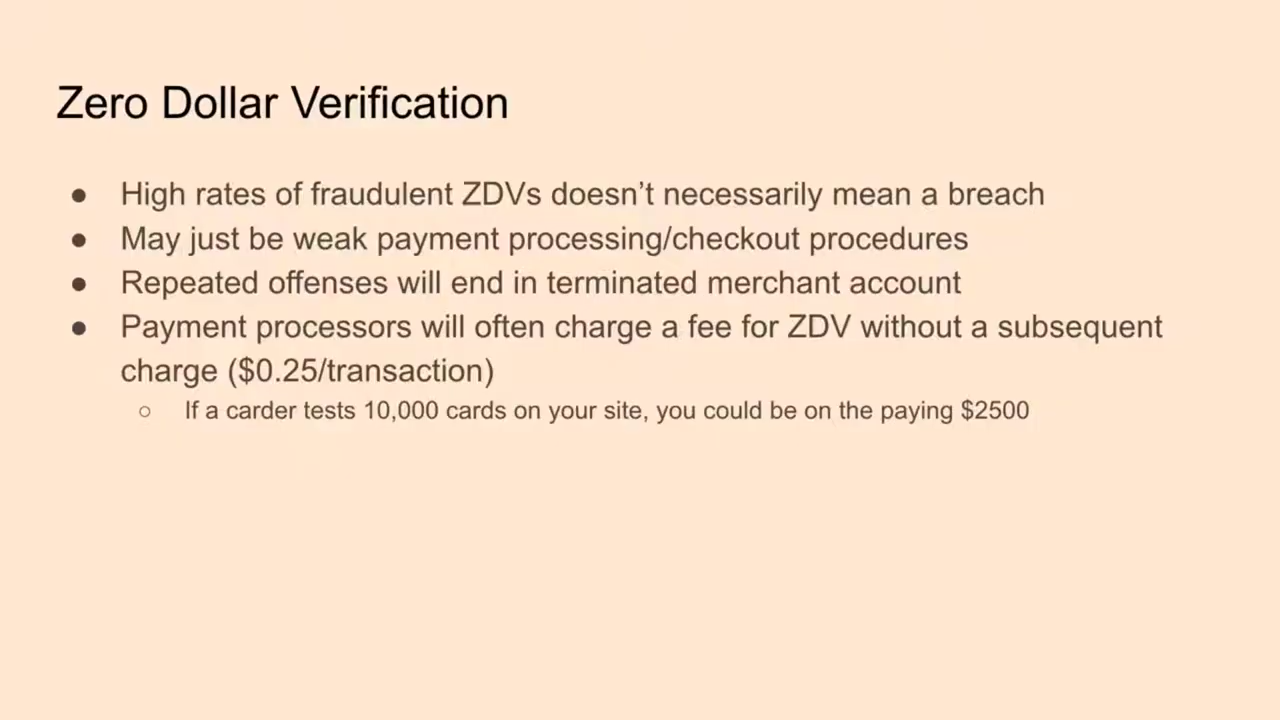 Zero Dollar Verification
● High rates of fraudulent ZDVs doesn’t necessarily mean a breach
● May just be weak payment processing/checkout procedures
● Repeated offenses will end in terminated merchant account
● Payment processors will often charge a fee for ZDV without a subsequent
charge ($0.25/transaction)
○ If a carder tests 10,000 cards on your site, you could be on the paying $2500